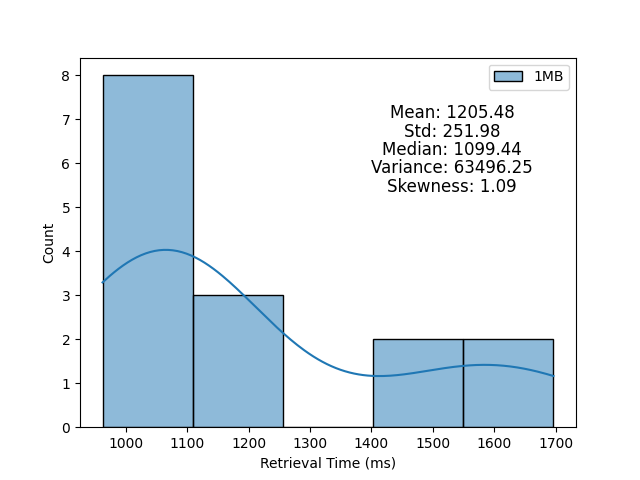 1MB
Mean: 1205.48
Std: 251.98
Median: 1099.44
Variance: 63496.25
Skewness: 1.09
8
7
6
5
4
3
2
1
0
Count
1000 1100 1200 1300 1400 1500 1600 1700
Retrieval Time (ms)